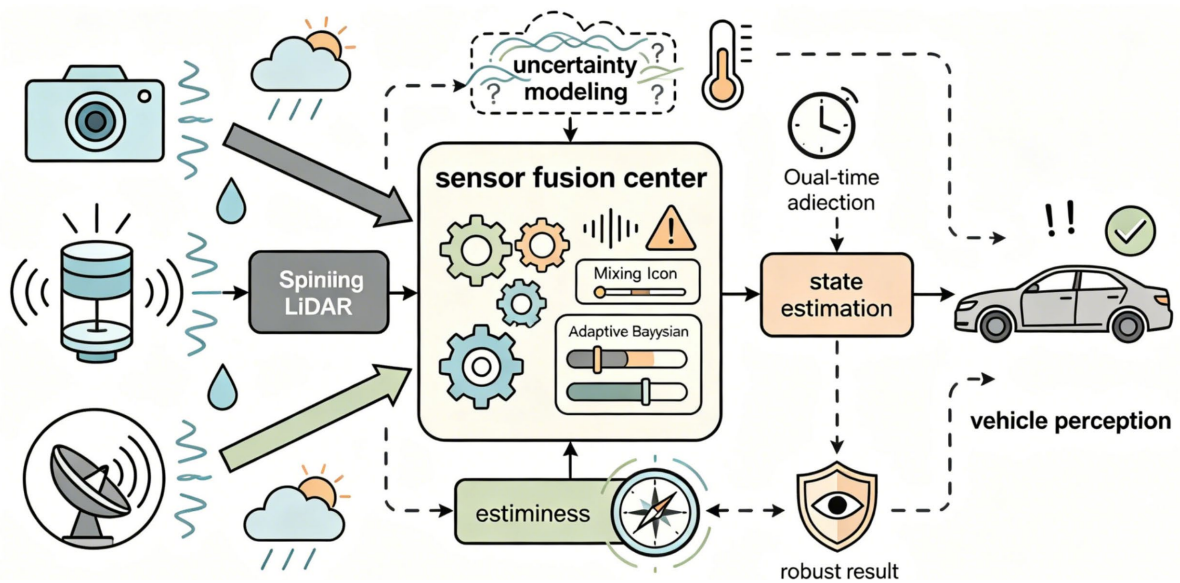 uncertainty
modeling
sensor fusion center
Oual-time
adiection
Spiniing
LiDAR
Mixing Icon
state
estimation
Adaptive Bayysian
vehicle perception
estiminess
robust result